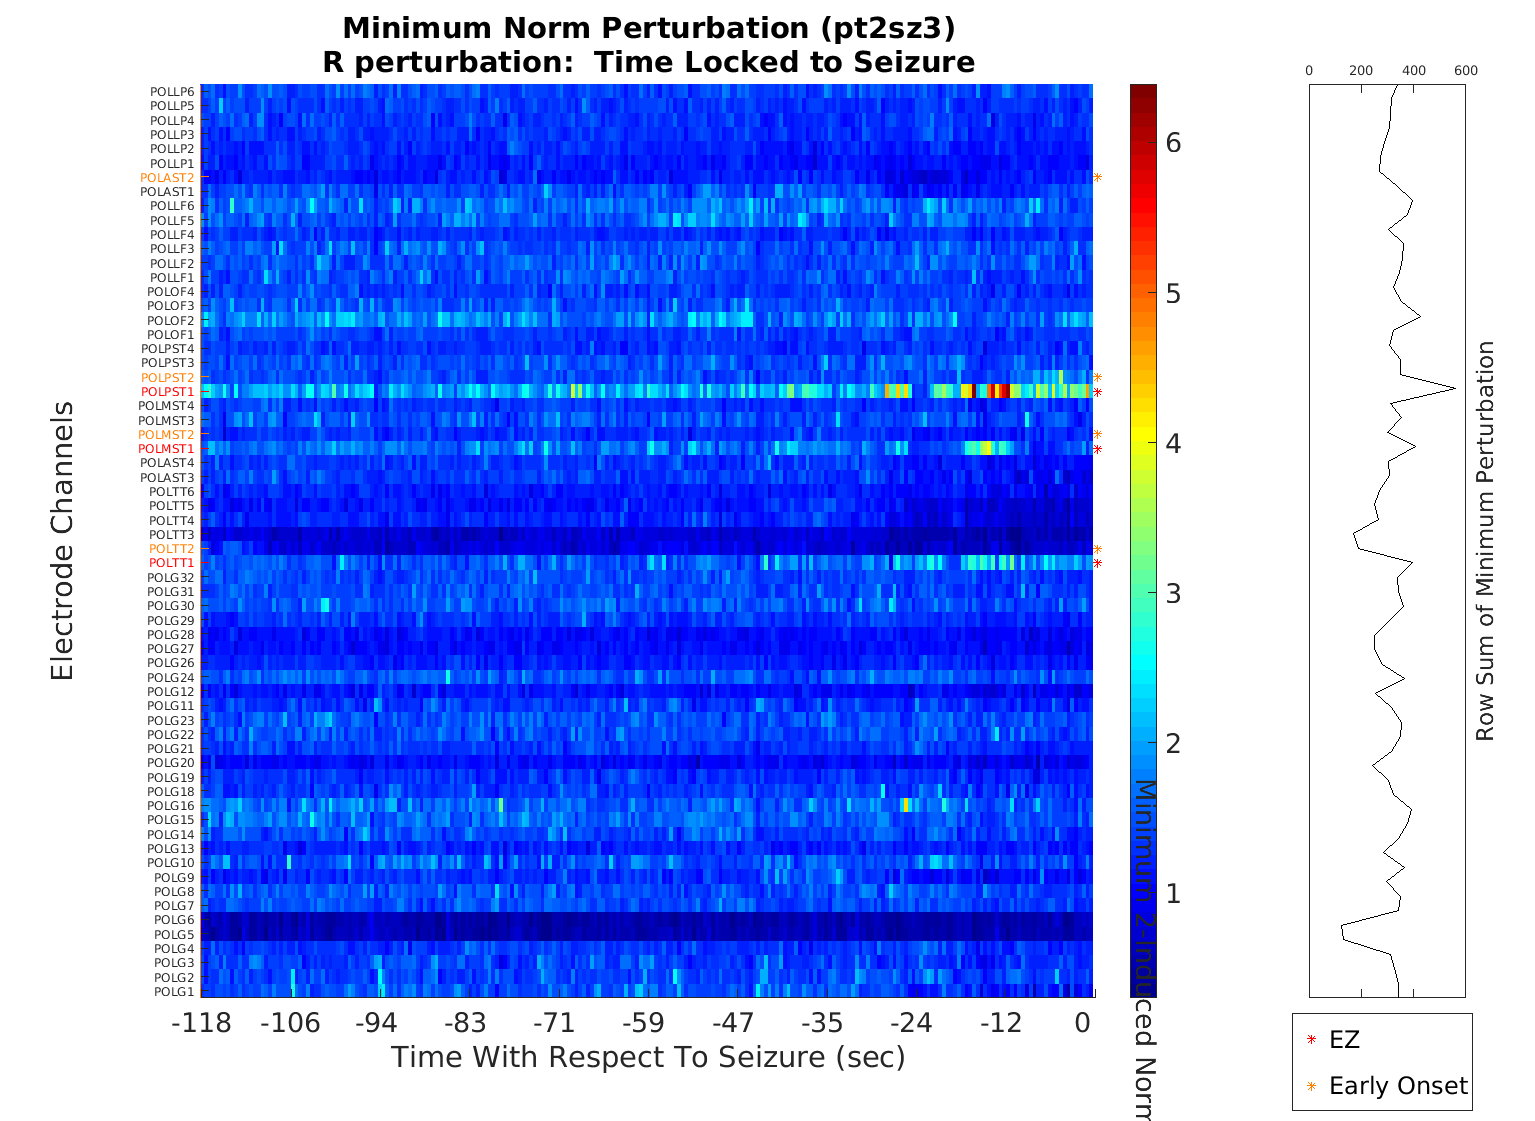 Minimum Norm Perturbation (pt2sz3)
R perturbation:  Time Locked to Seizure
0 200 400 600
POLLP6
POLLP5
POLLP4
POLLP3
POLLP2
POLLP1
POLAST2
POLAST1
POLLF6
POLLF5
POLLF4
POLLF3
POLLF2
POLLF1
POLOF4
POLOF3
POLOF2
POLOF1
POLPST4
POLPST3
POLPST2
POLPST1
POLMST4
POLMST3
POLMST2
POLMST1
POLAST4
POLAST3
POLTT6
POLTT5
POLTT4
POLTT3
POLTT2
POLTT1
POLG32
POLG31
POLG30
POLG29
POLG28
POLG27
POLG26
POLG24
POLG12
POLG11
POLG23
POLG22
POLG21
POLG20
POLG19
POLG18
POLG16
POLG15
POLG14
POLG13
POLG10
POLG9
POLG8
POLG7
POLG6
POLG5
POLG4
POLG3
POLG2
POLG1
Electrode Channels
-118 -106 -94 -83 -71 -59 -47 -35 -24 -12 0
Time With Respect To Seizure (sec)
6
5
4
3
2
1
Minimum 2-Induced Norm
Row Sum of Minimum Perturbation
EZ
Early Onset